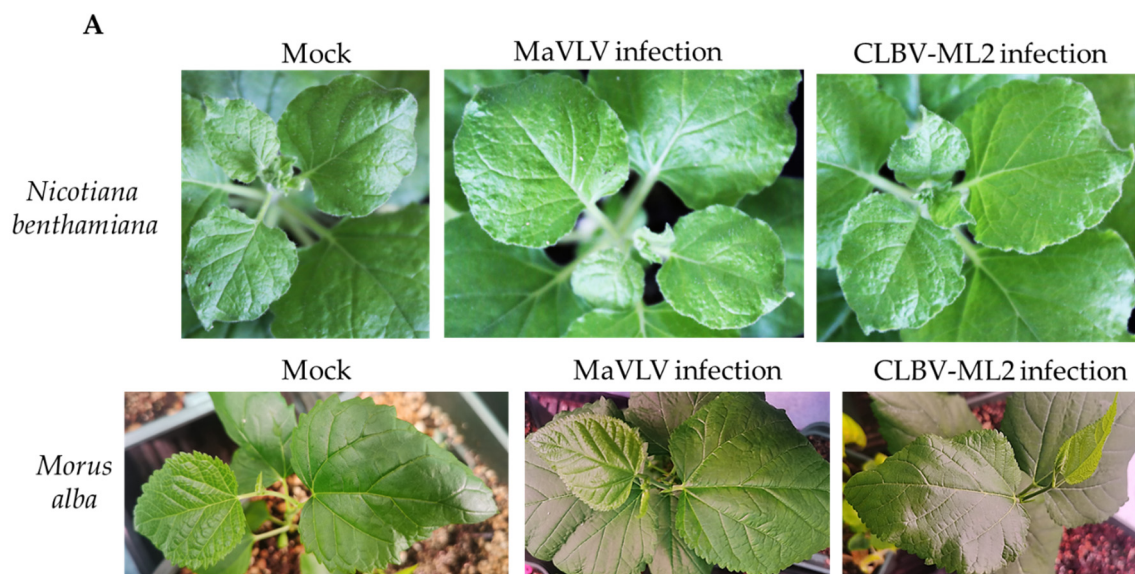 A
Mock
MaVLV infection
CLBV-ML2 infection
Nicotiana
benthamiana
Mock
MaVLV infection
CLBV-ML2 infection
Morus
alba